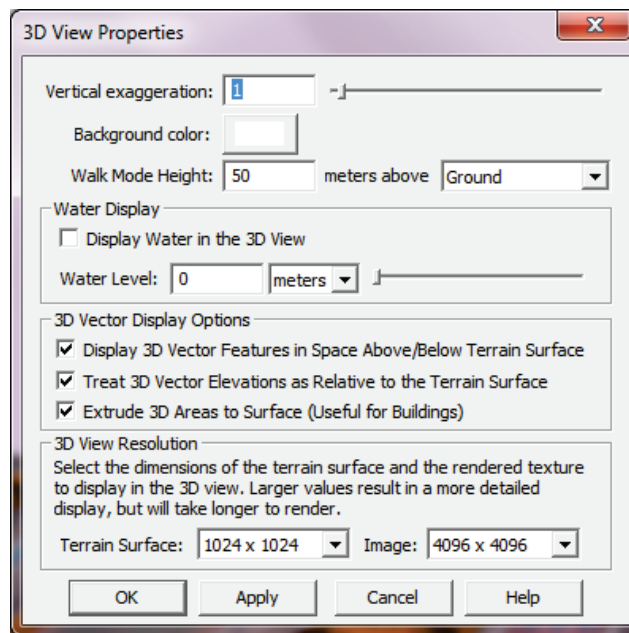 3D View Properties
Vertical exaggeration: 1
Background color:
Walk Mode Height: 50 meters above Ground
Water Display
Display Water in the 3D View
Water Level: 0 meters
3D Vector Display Options
Display 3D Vector Features in Space Above/Below Terrain Surface
Treat 3D Vector Elevations as Relative to the Terrain Surface
Extrude 3D Areas to Surface (Useful for Buildings)
3D View Resolution
Select the dimensions of the terrain surface and the rendered texture
to display in the 3D view. Larger values result in a more detailed
display, but will take longer to render.
Terrain Surface: 1024 x 1024 Image: 4096 x 4096
OK Apply Cancel Help